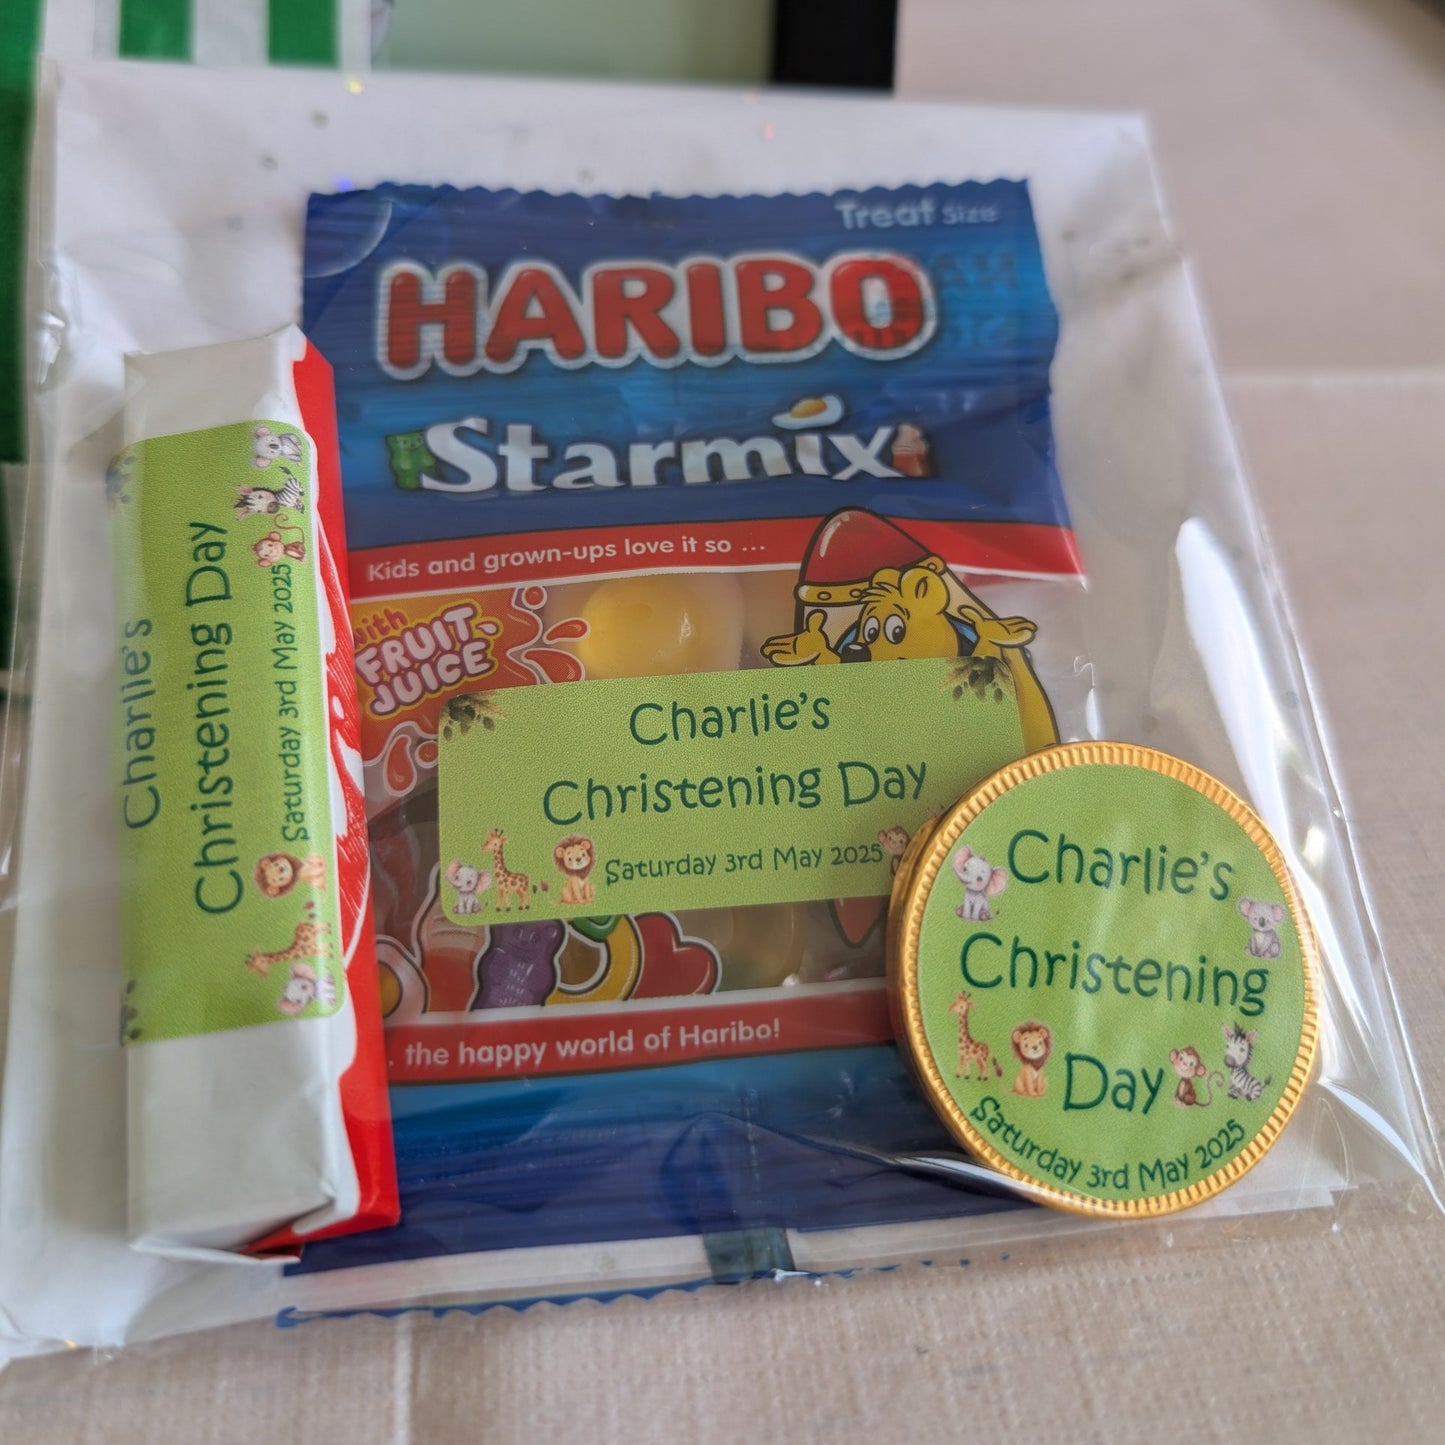 Treat Size
HARIBO
Starmix
Kids and grown-ups love it so ...
with
FRUIT-
JUICE
Charlie's
Christening Day
Saturday 3rd May 2025
Charlie's
Christening Day
Saturday 3rd May 2025
Charlie's
Christening
Day
Saturday 3rd May 2025
... the happy world of Haribo!